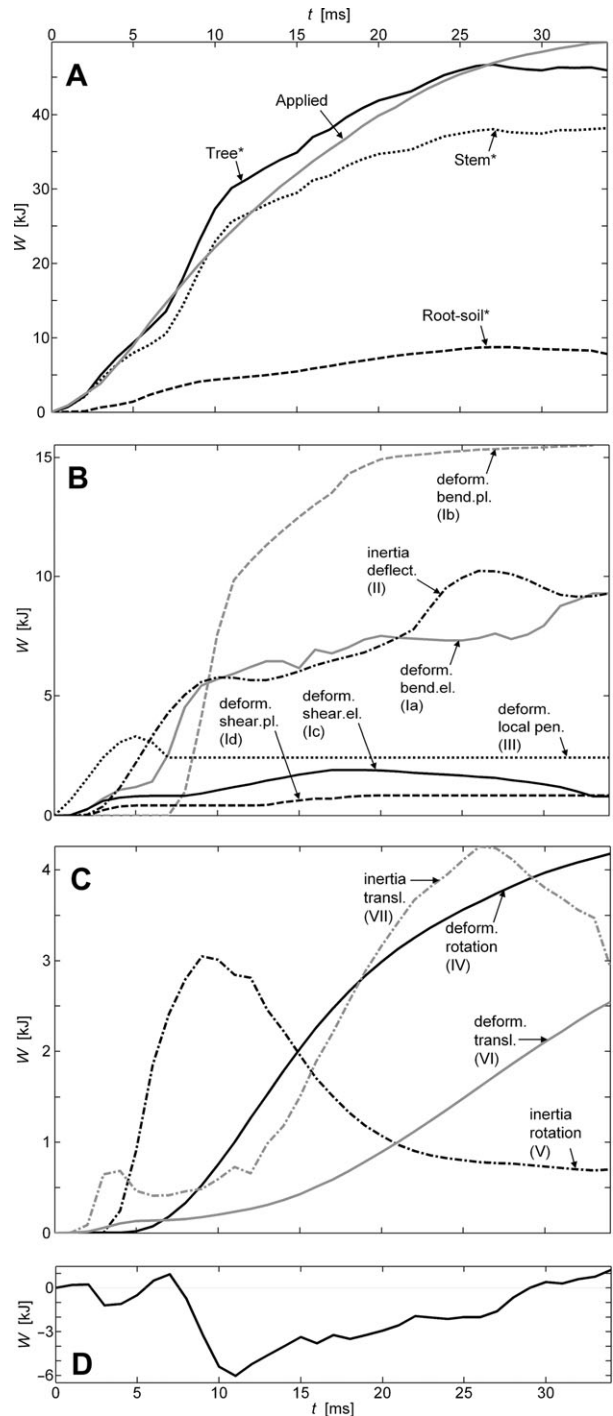 t [ms]
0 5 10 15 20 25 30
A
W [kJ]
40
30
20
10
0
Applied
Tree*
Stem*
Root-soil*
B
W [kJ]
15
10
5
0
deform.
bend.pl.
(Ib)
inertia
deflect.
(II)
deform.
bend.el.
(Ia)
deform.
shear.pl.
(Id)
deform.
shear.el.
(Ic)
deform.
local pen.
(III)
C
W [kJ]
4
3
2
1
0
inertia
transl.
(VII)
deform.
rotation
(IV)
deform.
transl.
(VI)
inertia
rotation
(V)
D
W [kJ]
0
-3
-6
0 5 10 15 20 25 30
t [ms]